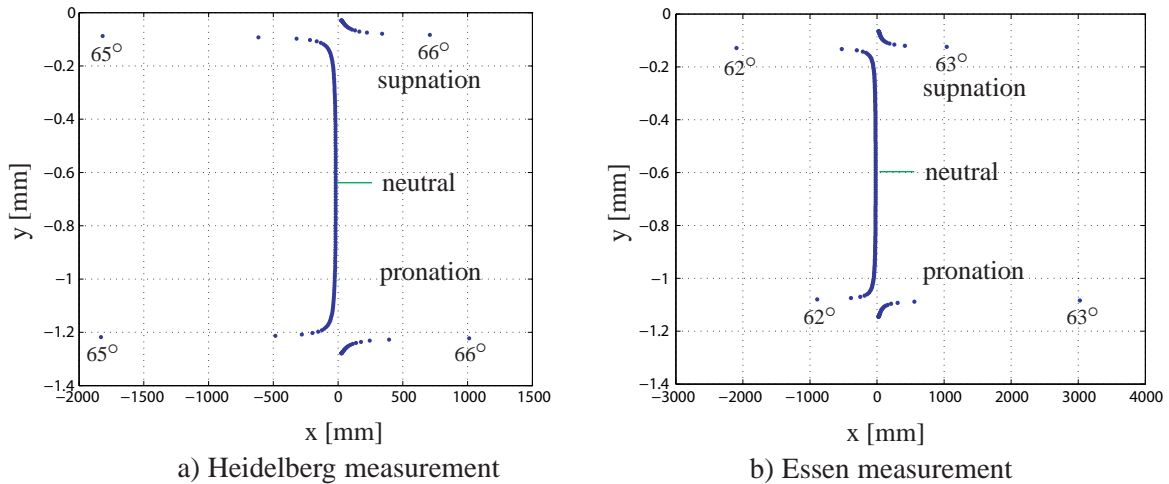 0
−0.2
−0.4
−0.6
−0.8
−1
−1.2
−1.4
y [mm]
65°
66°
supnation
neutral
pronation
65°
66°
−2000 −1500 −1000 −500 0 500 1000 1500
x [mm]
a) Heidelberg measurement
0
−0.2
−0.4
−0.6
−0.8
−1
−1.2
−1.4
y [mm]
62°
63°
supnation
neutral
pronation
62°
63°
−3000 −2000 −1000 0 1000 2000 3000 4000
x [mm]
b) Essen measurement